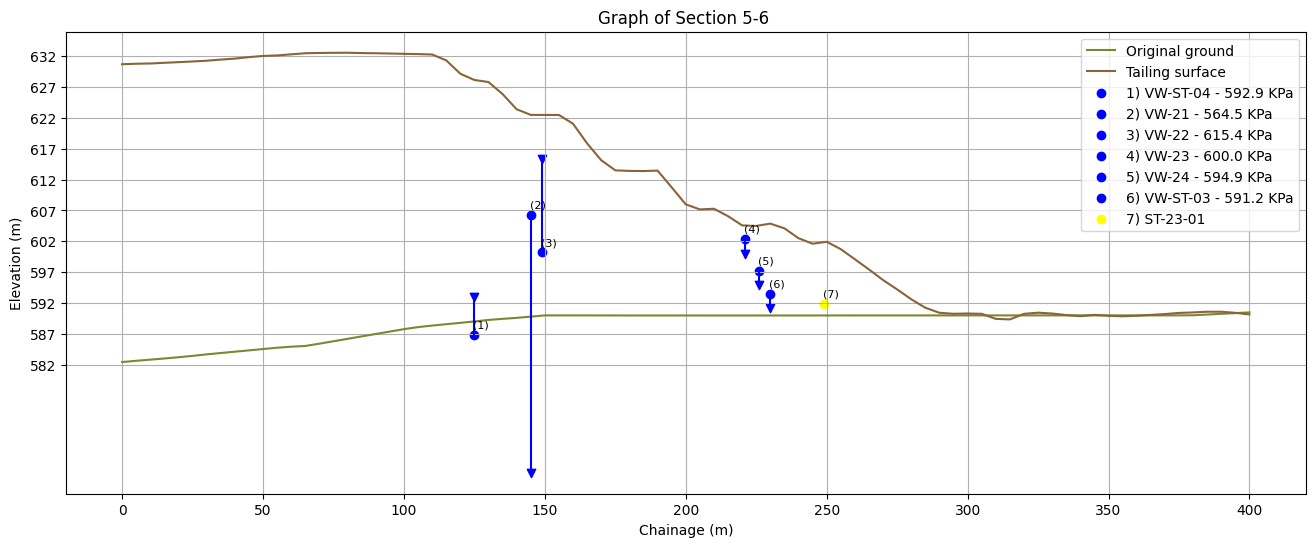 Graph of Section 5-6
Original ground
Tailing surface
1) VW-ST-04 - 592.9 KPa
2) VW-21 - 564.5 KPa
3) VW-22 - 615.4 KPa
4) VW-23 - 600.0 KPa
5) VW-24 - 594.9 KPa
6) VW-ST-03 - 591.2 KPa
7) ST-23-01
Elevation (m)
632
627
622
617
612
607
602
597
592
587
582
(1)
(2)
(3)
(4)
(5)
(6)
(7)
0 50 100 150 200 250 300 350 400
Chainage (m)